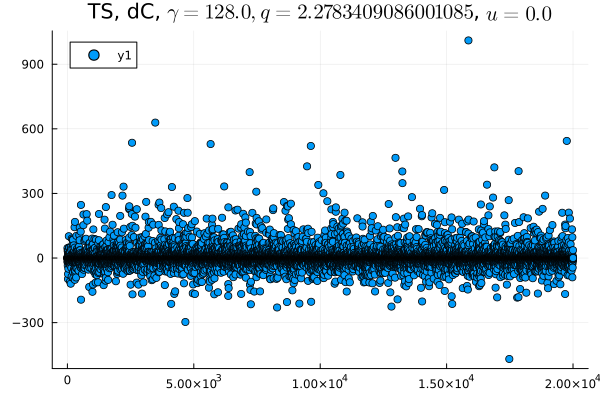 TS, dC, γ = 128.0, q = 2.2783409086001085, u = 0.0
y1
900
600
300
0
−300
0 5.00×10³ 1.00×10⁴ 1.50×10⁴ 2.00×10⁴